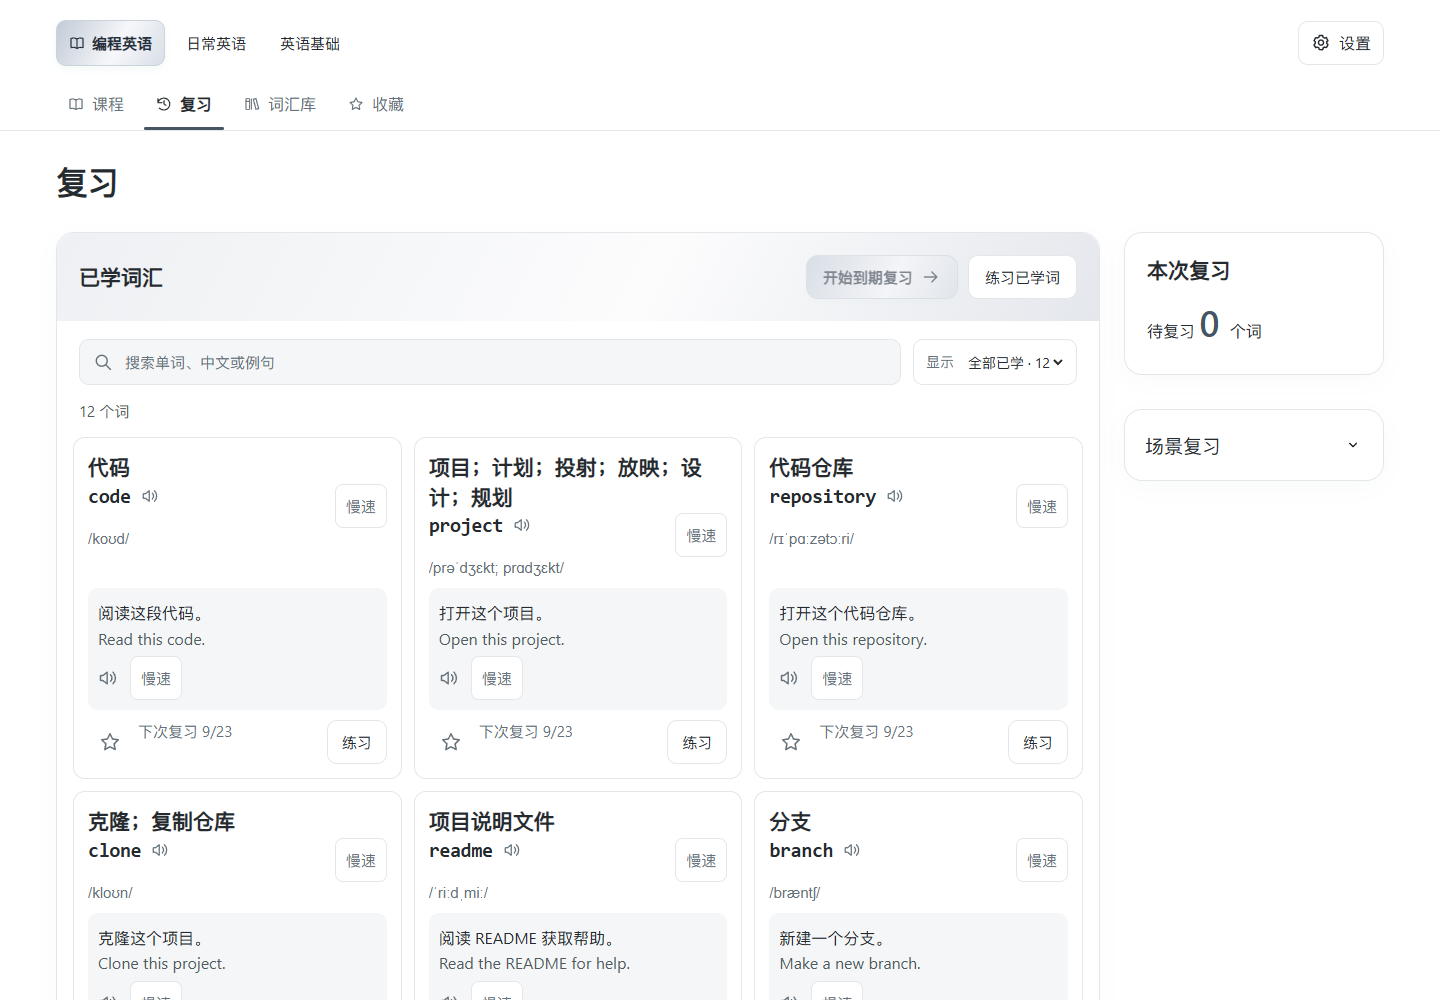 编程英语
日常英语
英语基础
设置
课程
复习
词汇库
收藏
复习
已学词汇
开始到期复习
练习已学词
搜索单词、中文或例句
显示 全部已学 · 12
12 个词
代码
code
慢速
/koʊd/
阅读这段代码。
Read this code.
慢速
下次复习 9/23
练习
项目；计划；投射；放映；设
计；规划
project
慢速
/prəˈdʒɛkt; prɑdʒɛkt/
打开这个项目。
Open this project.
慢速
下次复习 9/23
练习
代码仓库
repository
慢速
/rɪˈpɑːzətɔːri/
打开这个代码仓库。
Open this repository.
慢速
下次复习 9/23
练习
克隆；复制仓库
clone
慢速
/kloʊn/
克隆这个项目。
Clone this project.
慢速
项目说明文件
readme
慢速
/ˈriːdˌmiː/
阅读 README 获取帮助。
Read the README for help.
慢速
分支
branch
慢速
/bræntʃ/
新建一个分支。
Make a new branch.
慢速
本次复习
待复习 0 个词
场景复习